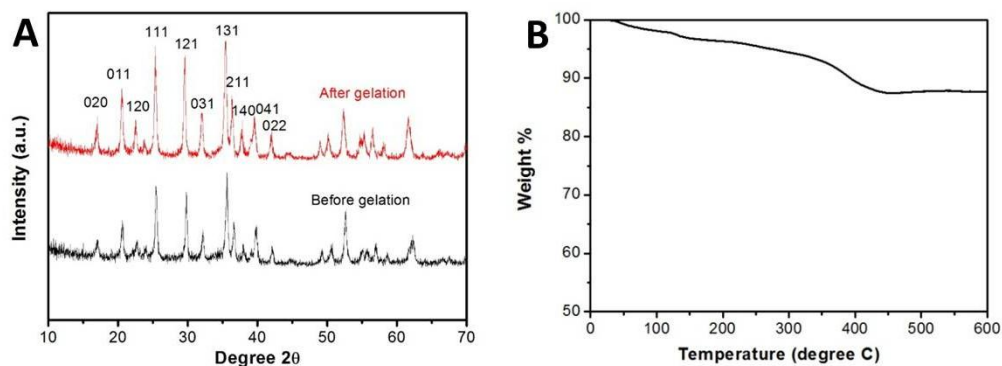 A
Intensity (a.u.)
020
011
120
111
121
031
131
211
140
041
022
After gelation
Before gelation
10 20 30 40 50 60 70
Degree 2θ
B
Weight %
100
90
80
70
60
50
0 100 200 300 400 500 600
Temperature (degree C)